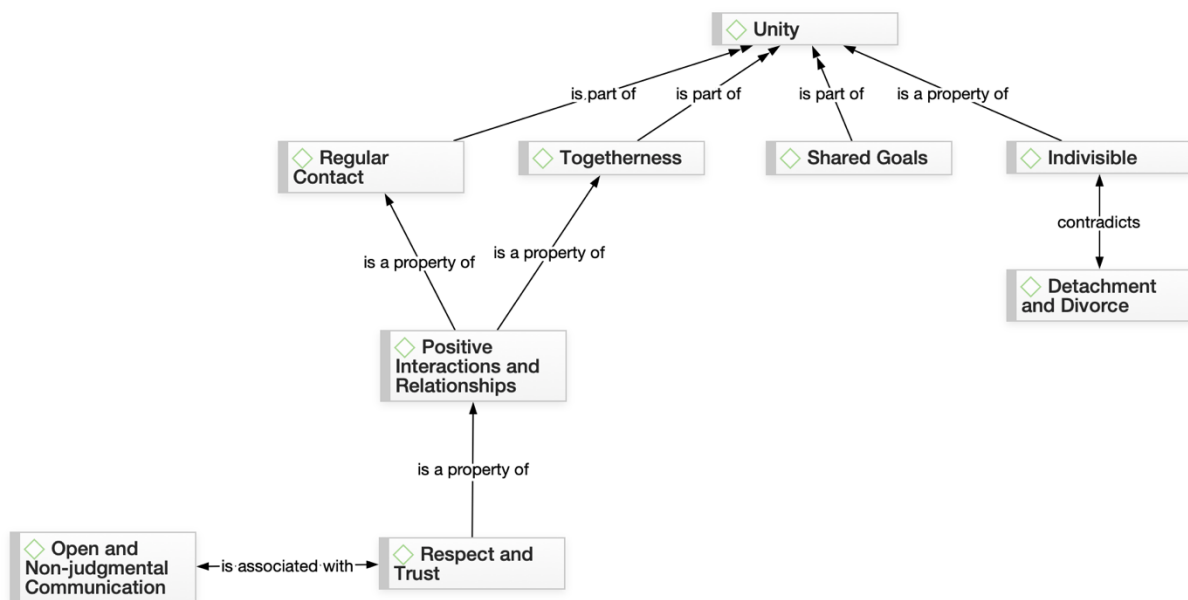 Unity
is part of
is part of
is part of
is a property of
Regular
Contact
Togetherness
Shared Goals
Indivisible
contradicts
is a property of
is a property of
Detachment
and Divorce
Positive
Interactions and
Relationships
is a property of
Open and
Non-judgmental
Communication
is associated with
Respect and
Trust